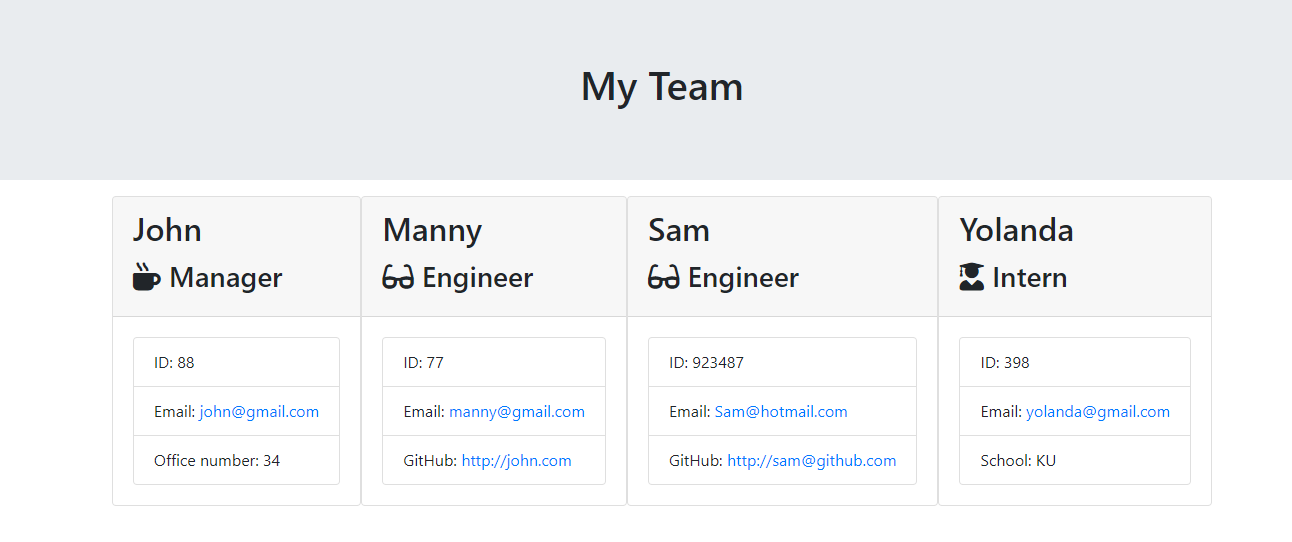 My Team
John
Manager
ID: 88
Email: john@gmail.com
Office number: 34
Manny
Engineer
ID: 77
Email: manny@gmail.com
GitHub: http://john.com
Sam
Engineer
ID: 923487
Email: Sam@hotmail.com
GitHub: http://sam@github.com
Yolanda
Intern
ID: 398
Email: yolanda@gmail.com
School: KU